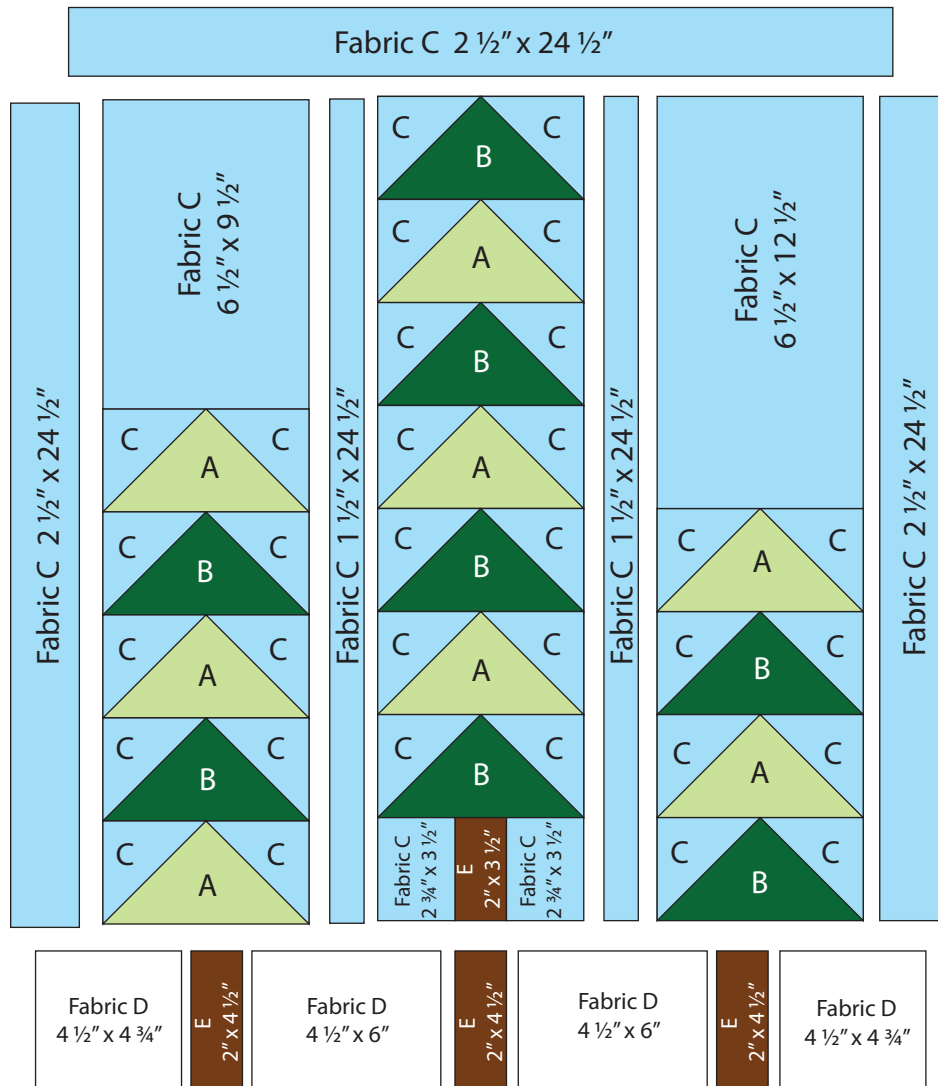 Fabric C 2 ½” x 24 ½”
Fabric C 2 ½” x 24 ½”
Fabric C
6 ½” x 9 ½”
C
A
C
C
B
C
C
A
C
C
B
C
C
A
C
Fabric C 1 ½” x 24 ½”
C
B
C
C
A
C
C
B
C
C
A
C
C
B
C
C
A
C
C
B
C
Fabric C
2 ¾” x 3 ½”
E
2” x 3 ½”
Fabric C
2 ¾” x 3 ½”
Fabric C 1 ½” x 24 ½”
Fabric C
6 ½” x 12 ½”
C
A
C
C
B
C
C
A
C
C
B
C
Fabric C 2 ½” x 24 ½”
Fabric D
4 ½” x 4 ¾”
E
2” x 4 ½”
Fabric D
4 ½” x 6”
E
2” x 4 ½”
Fabric D
4 ½” x 6”
E
2” x 4 ½”
Fabric D
4 ½” x 4 ¾”